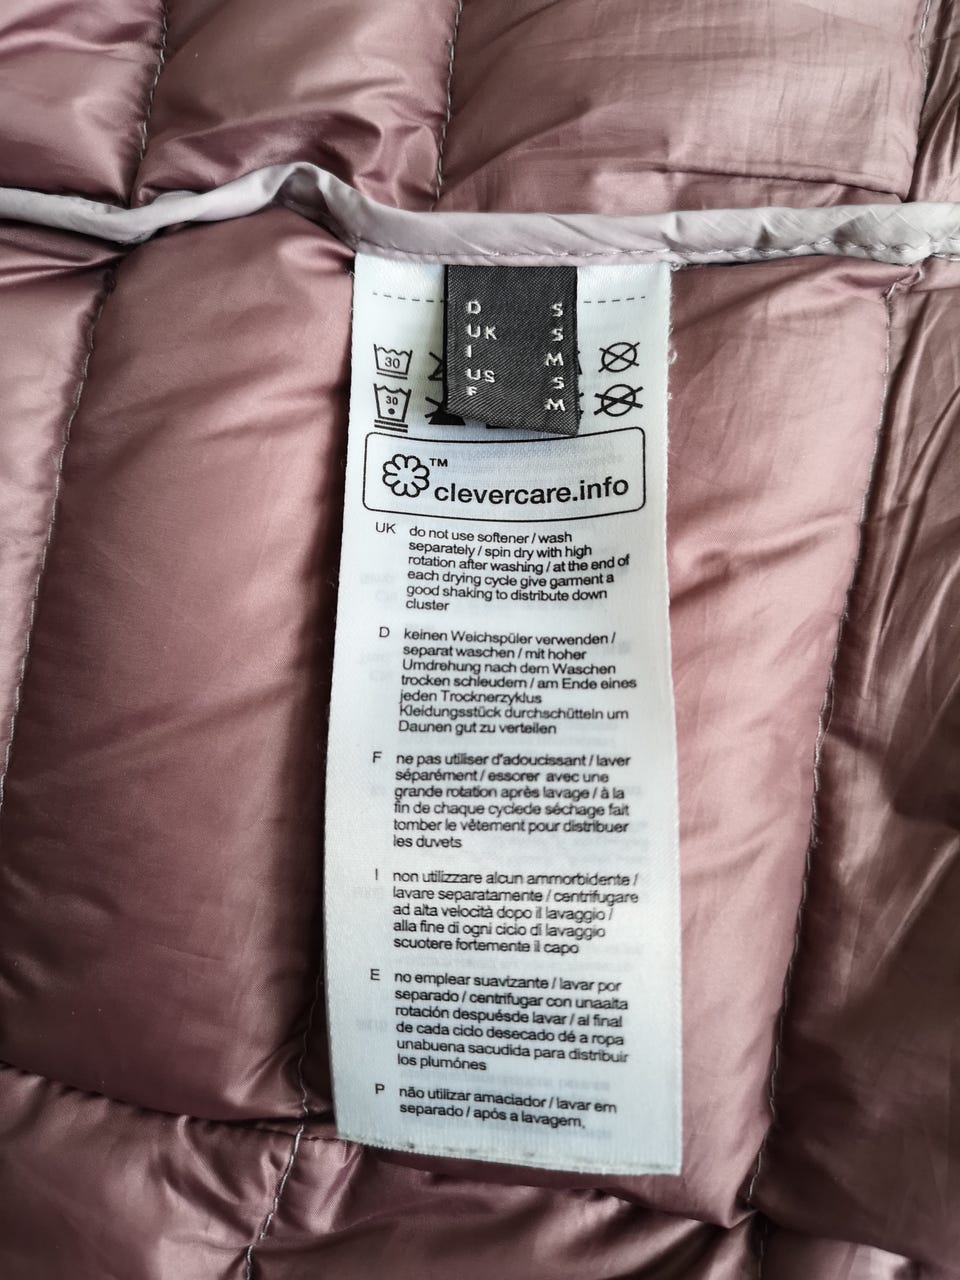 D S
UK S
I M
US S
F M
30
30
TM
clevercare.info
UK do not use softener / wash
separately / spin dry with high
rotation after washing / at the end of
each drying cycle give garment a
good shaking to distribute down
cluster
D keinen Weichspüler verwenden /
separat waschen / mit hoher
Umdrehung nach dem Waschen
trocken schleudern / am Ende eines
jeden Trocknerzyklus
Kleidungsstück durchschütteln um
Daunen gut zu verteilen
F ne pas utiliser d'adoucissant / laver
séparément / essorer avec une
grande rotation après lavage / à la
fin de chaque cyclede séchage fait
tomber le vêtement pour distribuer
les duvets
I non utilizzare alcun ammorbidente /
lavare separatamente / centrifugare
ad alta velocità dopo il lavaggio /
alla fine di ogni ciclo di lavaggio
scuotere fortemente il capo
E no emplear suavizante / lavar por
separado / centrifugar con unaalta
rotación despuésde lavar / al final
de cada ciclo desecado dé a ropa
unabuena sacudida para distribuir
los plumónes
P não utilizar amaciador / lavar em
separado / após a lavagem,